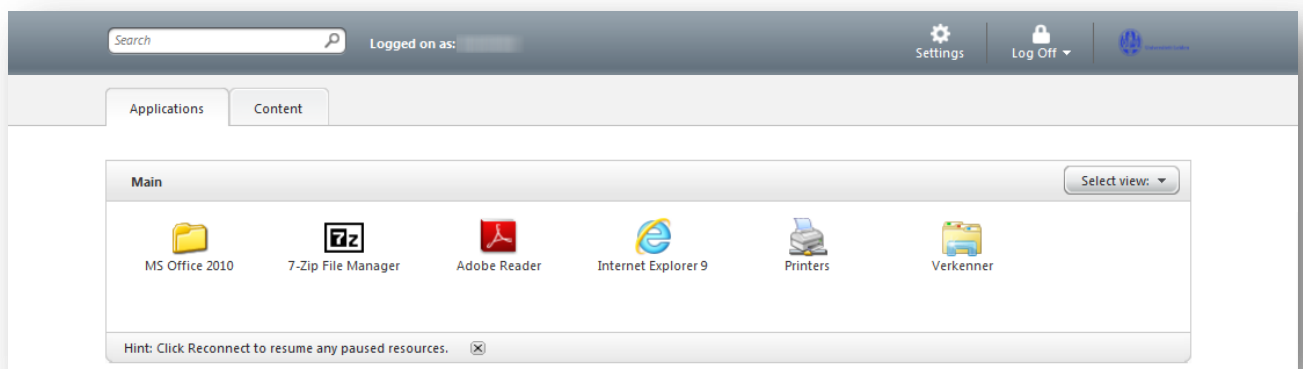 Search
Logged on as:
Settings
Log Off
Applications
Content
Main
Select view:
MS Office 2010
7z
7-Zip File Manager
Adobe Reader
Internet Explorer 9
Printers
Verkenner
Hint: Click Reconnect to resume any paused resources.